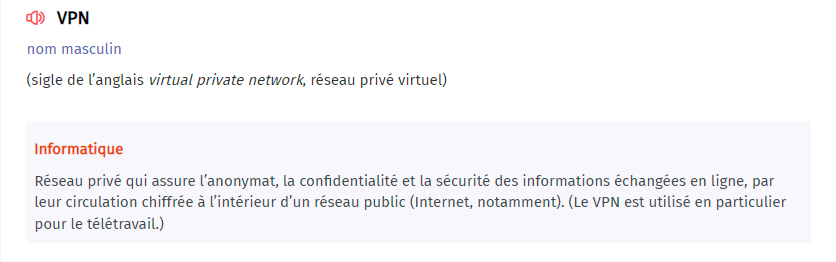 VPN
nom masculin
(sigle de l’anglais virtual private network, réseau privé virtuel)
Informatique
Réseau privé qui assure l’anonymat, la confidentialité et la sécurité des informations échangées en ligne, par
leur circulation chiffrée à l’intérieur d’un réseau public (Internet, notamment). (Le VPN est utilisé en particulier
pour le télétravail.)